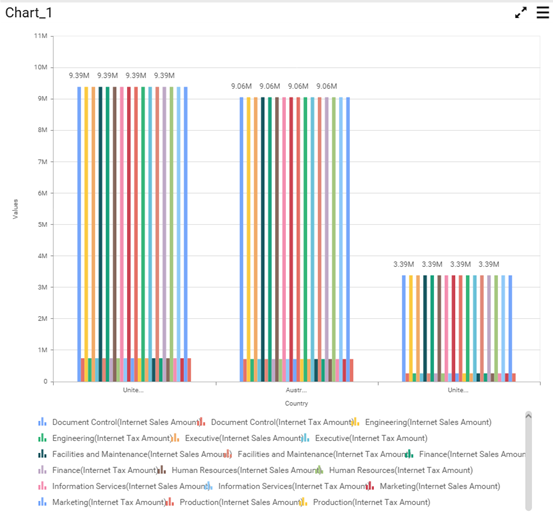 Chart_1
11M
10M
9.39M 9.39M 9.39M 9.39M
9.06M 9.06M 9.06M 9.06M
9M
8M
7M
6M
Values
5M
4M
3.39M 3.39M 3.39M 3.39M
3M
2M
1M
0
Unite... Austr... Unite...
Country
Document Control(Internet Sales Amount) Document Control(Internet Tax Amount) Engineering(Internet Sales Amount)
Engineering(Internet Tax Amount) Executive(Internet Sales Amount) Executive(Internet Tax Amount)
Facilities and Maintenance(Internet Sales Amount) Facilities and Maintenance(Internet Tax Amount) Finance(Internet Sales Amoun
Finance(Internet Tax Amount) Human Resources(Internet Sales Amount) Human Resources(Internet Tax Amount)
Information Services(Internet Sales Amount) Information Services(Internet Tax Amount) Marketing(Internet Sales Amount)
Marketing(Internet Tax Amount) Production(Internet Sales Amount) Production(Internet Tax Amount)